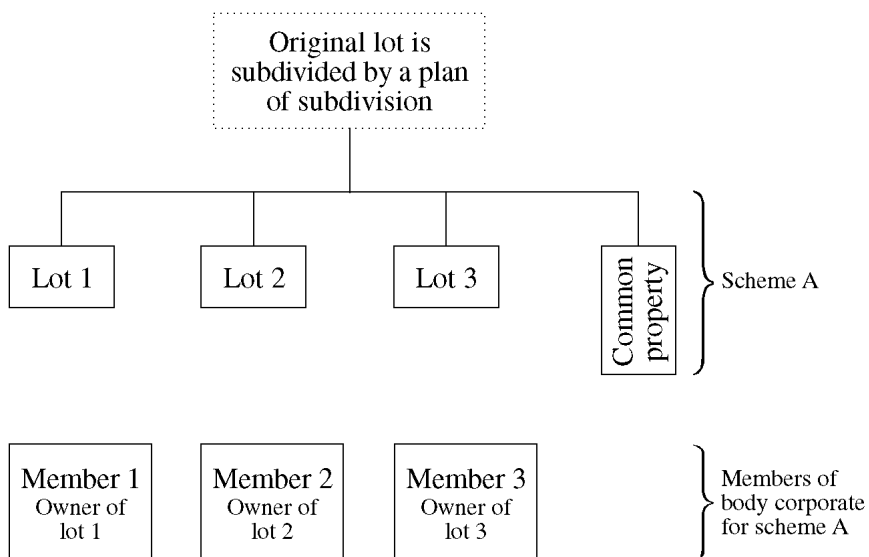 Original lot is
subdivided by a plan
of subdivision
Lot 1
Lot 2
Lot 3
Common
property
Scheme A
Member 1
Owner of
lot 1
Member 2
Owner of
lot 2
Member 3
Owner of
lot 3
Members of
body corporate
for scheme A